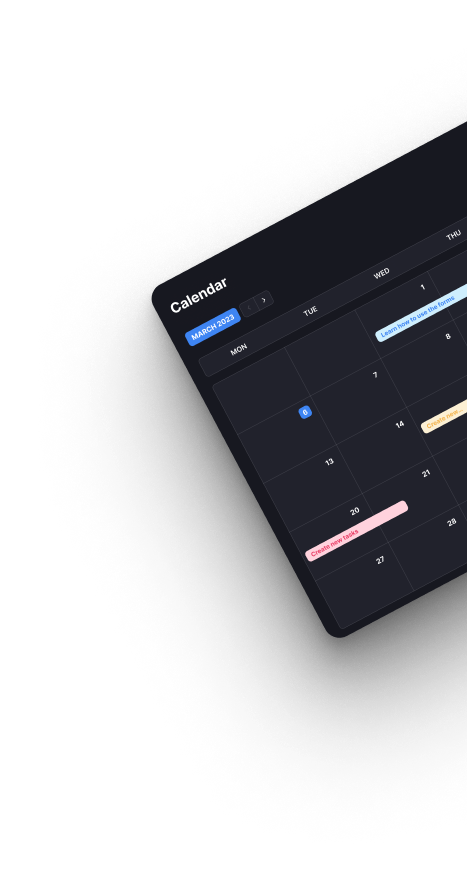 Calendar
MARCH 2023
MON TUE WED THU
1
Learn how to use the forms
6 7 8
13 14
Create new...
20 21
Create new tasks
27 28